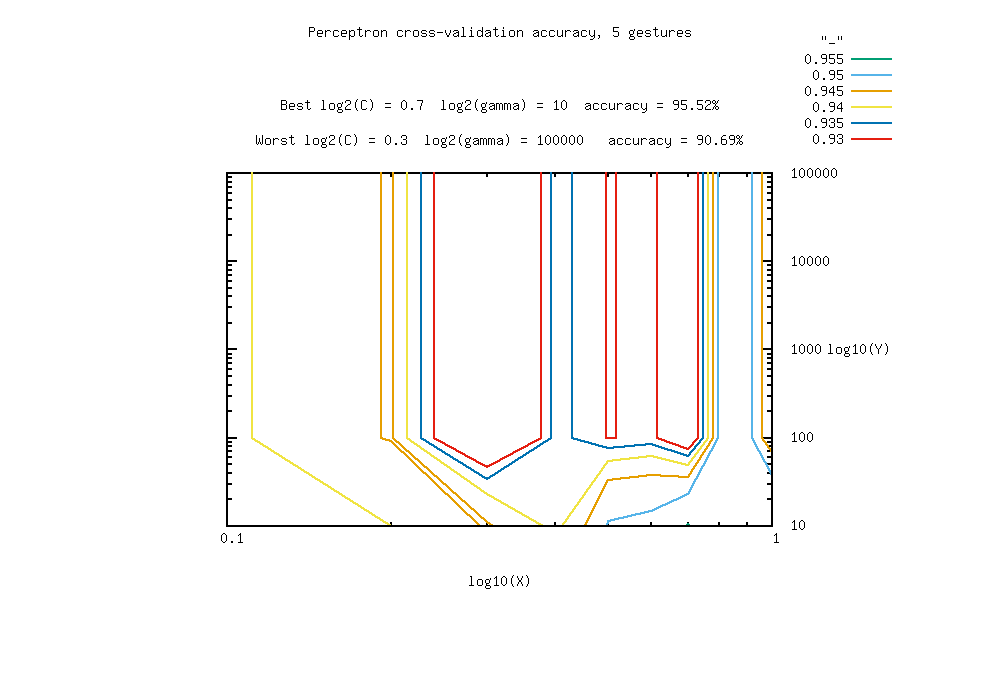 Perceptron cross-validation accuracy, 5 gestures
"_"
0.955
0.95
0.945
0.94
0.935
0.93
Best log2(C) = 0.7  log2(gamma) = 10  accuracy = 95.52%
Worst log2(C) = 0.3  log2(gamma) = 100000   accuracy = 90.69%
100000
10000
1000 log10(Y)
100
10
0.1 1
log10(X)